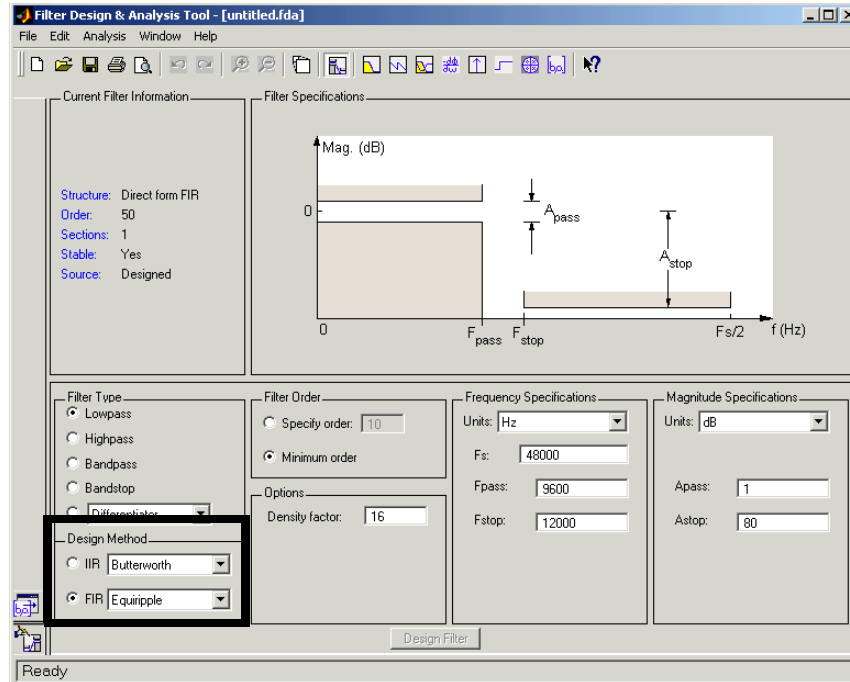 Filter Design & Analysis Tool - [untitled.fda]
File Edit Analysis Window Help
Current Filter Information
Structure: Direct form FIR
Order: 50
Sections: 1
Stable: Yes
Source: Designed
Filter Specifications
Mag. (dB)
0
Apass
Astop
0
Fpass
Fstop
Fs/2
f (Hz)
Filter Type
Lowpass
Highpass
Bandpass
Bandstop
Differentiator
Design Method
IIR Butterworth
FIR Equiripple
Filter Order
Specify order: 10
Minimum order
Options
Density factor: 16
Frequency Specifications
Units: Hz
Fs: 48000
Fpass: 9600
Fstop: 12000
Magnitude Specifications
Units: dB
Apass: 1
Astop: 80
Design Filter
Ready